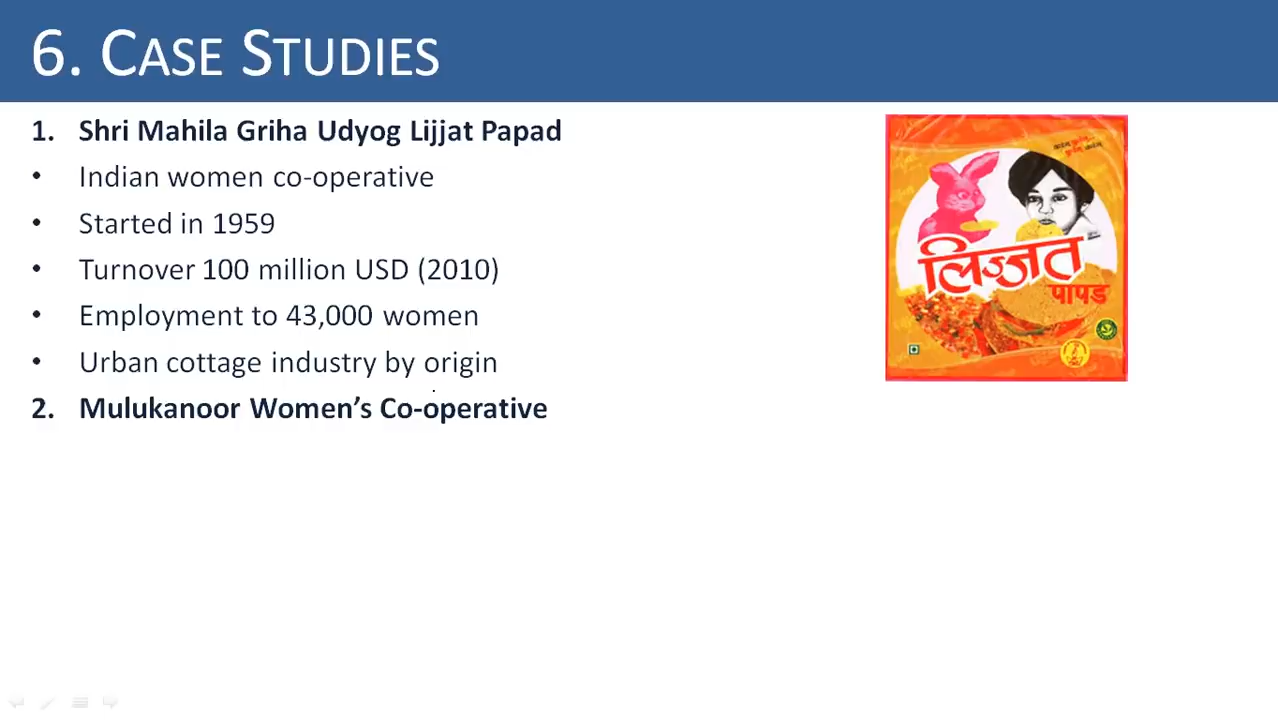 6. CASE STUDIES
1. Shri Mahila Griha Udyog Lijjat Papad
• Indian women co-operative
• Started in 1959
• Turnover 100 million USD (2010)
• Employment to 43,000 women
• Urban cottage industry by origin
2. Mulukanoor Women’s Co-operative
लिज्जत
पापड